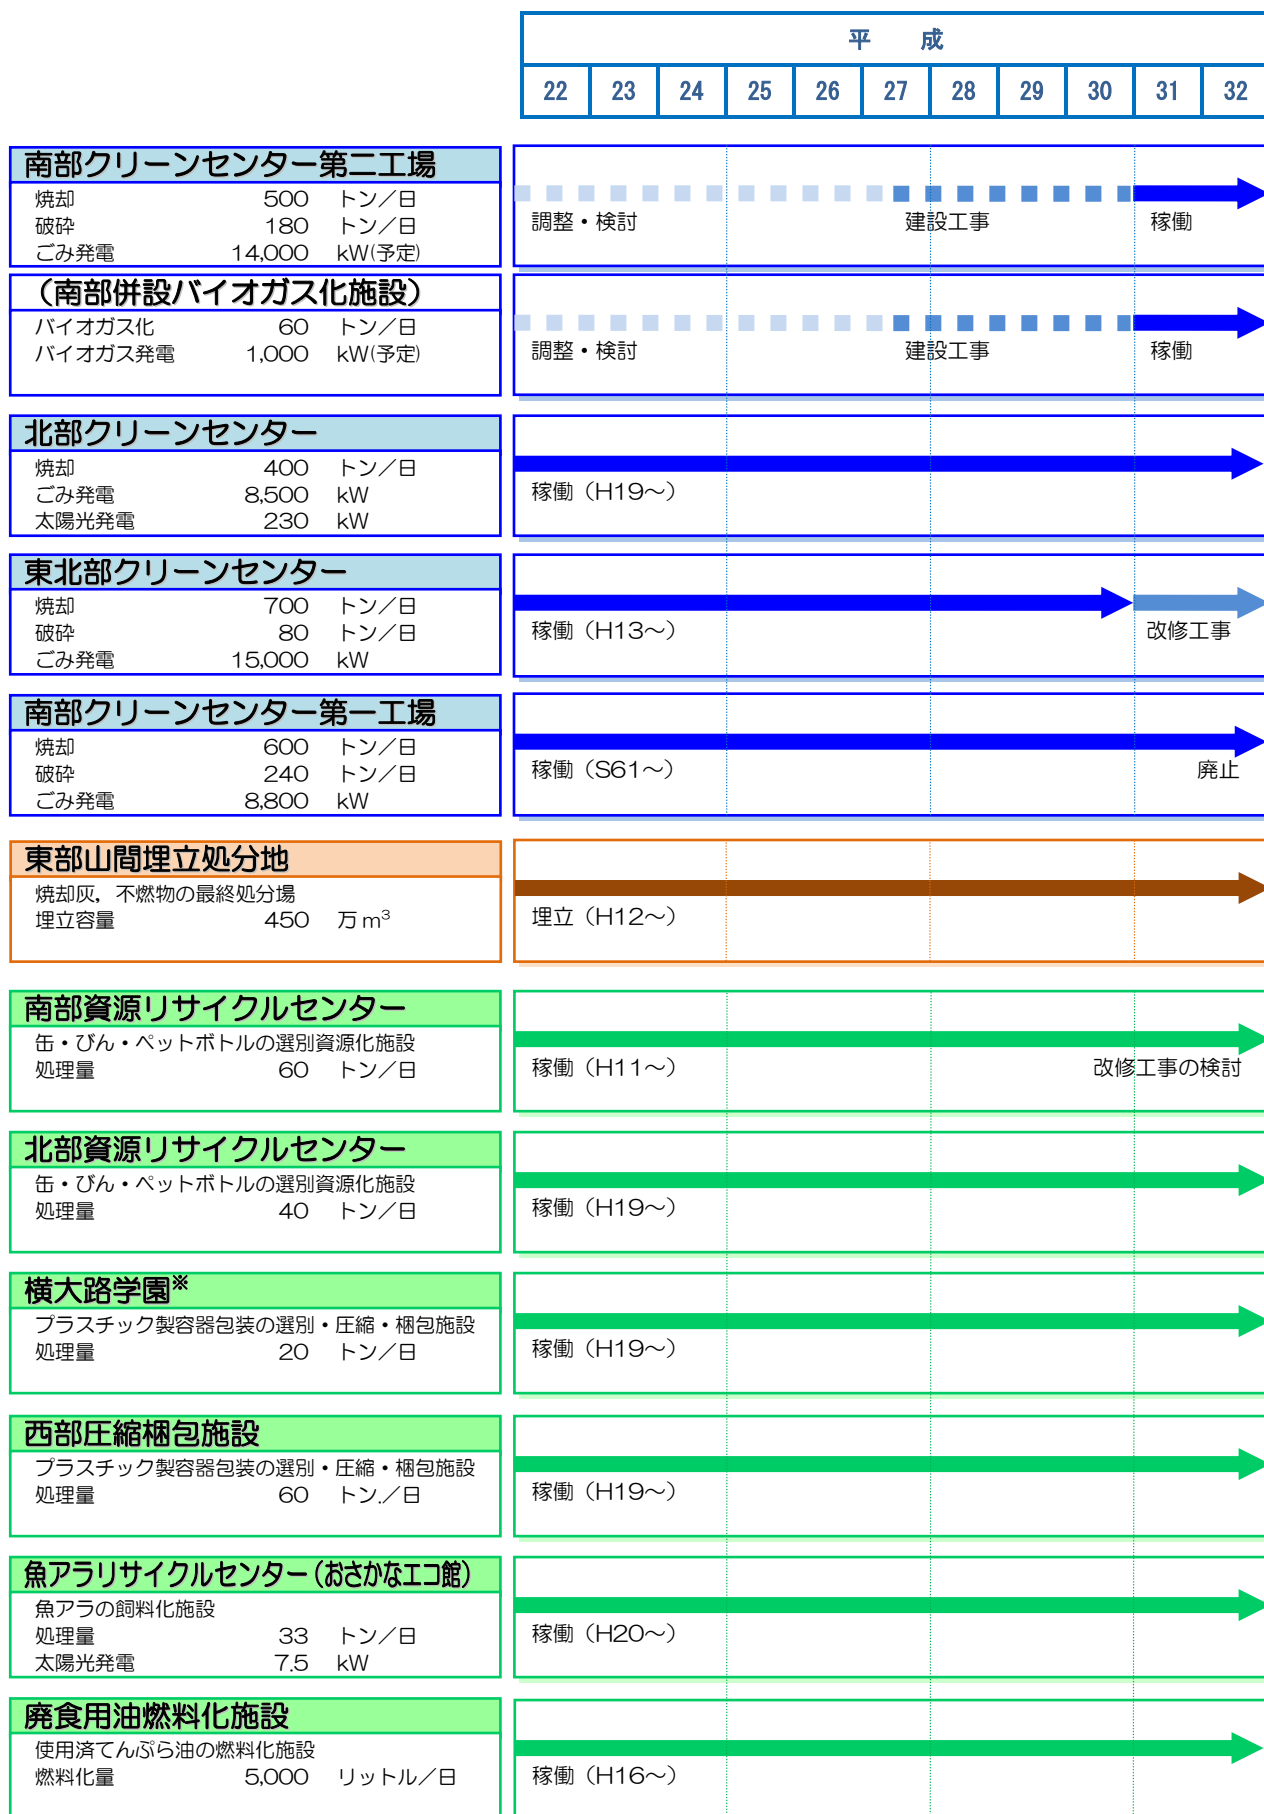 平 成
22 23 24 25 26 27 28 29 30 31 32
南部クリーンセンター第二工場
焼却 500 トン／日
破砕 180 トン／日
ごみ発電 14,000 kW(予定)
調整・検討 建設工事 稼働
（南部併設バイオガス化施設）
バイオガス化 60 トン／日
バイオガス発電 1,000 kW(予定)
調整・検討 建設工事 稼働
北部クリーンセンター
焼却 400 トン／日
ごみ発電 8,500 kW
太陽光発電 230 kW
稼働（H19～）
東北部クリーンセンター
焼却 700 トン／日
破砕 80 トン／日
ごみ発電 15,000 kW
稼働（H13～） 改修工事
南部クリーンセンター第一工場
焼却 600 トン／日
破砕 240 トン／日
ごみ発電 8,800 kW
稼働（S61～） 廃止
東部山間埋立処分地
焼却灰，不燃物の最終処分場
埋立容量 450 万m³
埋立（H12～）
南部資源リサイクルセンター
缶・びん・ペットボトルの選別資源化施設
処理量 60 トン／日
稼働（H11～） 改修工事の検討
北部資源リサイクルセンター
缶・びん・ペットボトルの選別資源化施設
処理量 40 トン／日
稼働（H19～）
横大路学園※
プラスチック製容器包装の選別・圧縮・梱包施設
処理量 20 トン／日
稼働（H19～）
西部圧縮梱包施設
プラスチック製容器包装の選別・圧縮・梱包施設
処理量 60 トン.／日
稼働（H19～）
魚アラリサイクルセンター（おさかなエコ館）
魚アラの飼料化施設
処理量 33 トン／日
太陽光発電 7.5 kW
稼働（H20～）
廃食用油燃料化施設
使用済てんぷら油の燃料化施設
燃料化量 5,000 リットル／日
稼働（H16～）